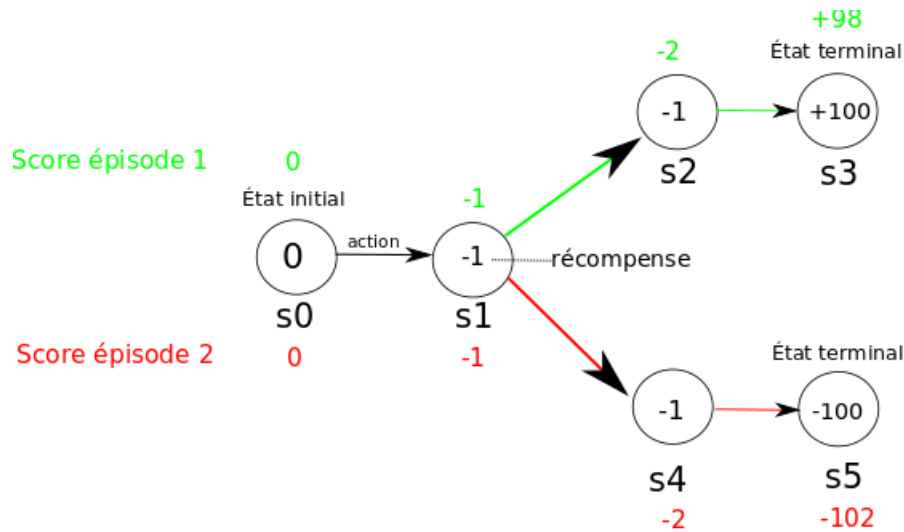 +98
-2
État terminal
-1
+100
Score épisode 1
0
s2
s3
État initial
-1
0
action
-1
récompense
s0
s1
Score épisode 2
0
-1
État terminal
-1
-100
s4
s5
-2
-102